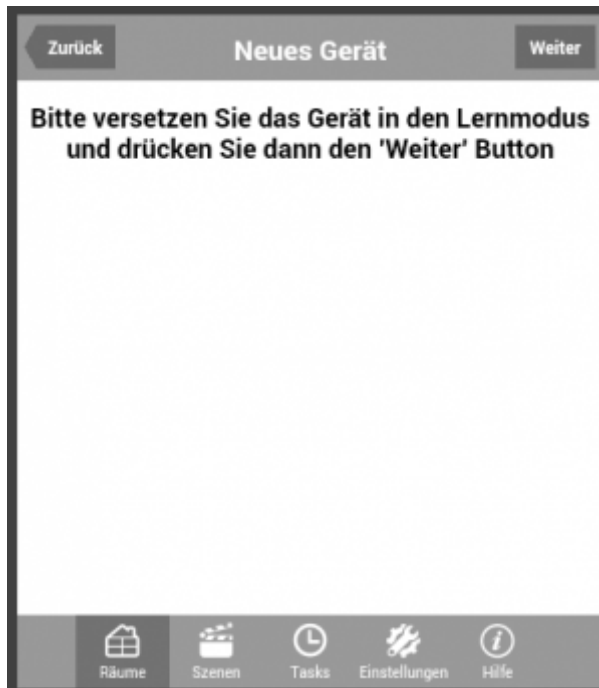 Zurück
Neues Gerät
Weiter
Bitte versetzen Sie das Gerät in den Lernmodus
und drücken Sie dann den 'Weiter' Button
Räume
Szenen
Tasks
Einstellungen
Hilfe